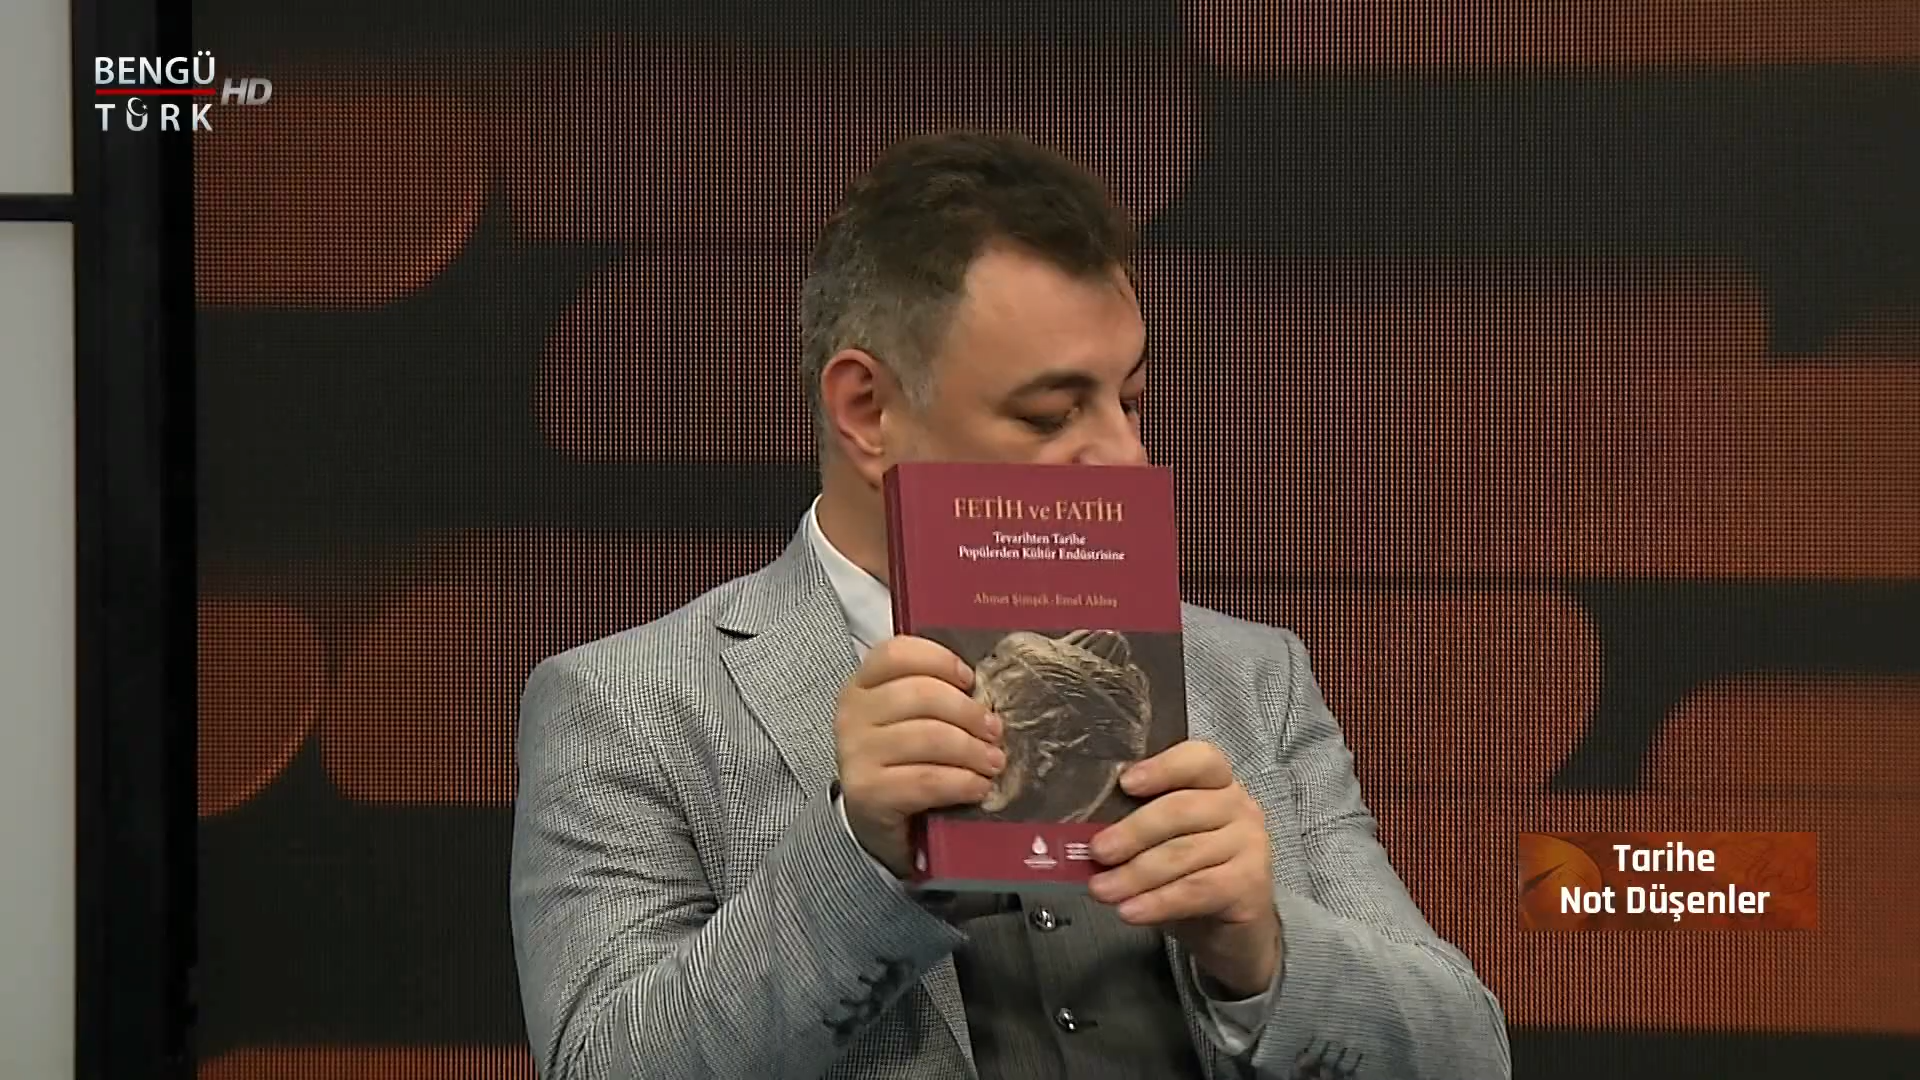 BENGÜ
TÜRK HD
FETİH ve FATİH
Tevarihten Tarihe
Popülerden Kültür Endüstrisine
Ahmet Şimşek - Emel Akbaş
Tarihe
Not Düşenler